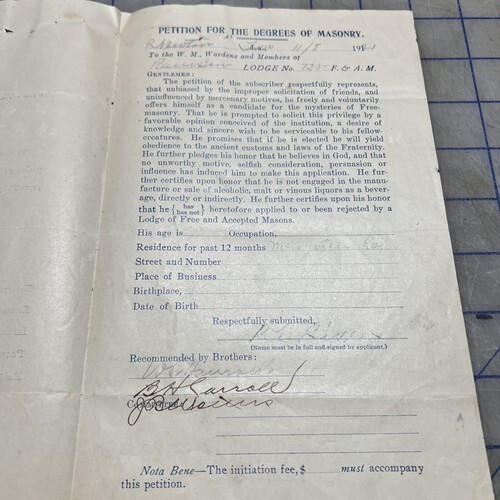 PETITION FOR THE DEGREES OF MASONRY.
11/8 19
To the W. M., Wardens and Members of
LODGE No. F. & A. M.
GENTLEMEN:
The petition of the subscriber respectfully represents,
that unbiased by the improper solicitation of friends, and
uninfluenced by mercenary motives, he freely and voluntarily
offers himself as a candidate for the mysteries of Free-
masonry. That he is prompted to solicit this privilege by a
favorable opinion conceived of the institution, a desire of
knowledge and sincere wish to be serviceable to his fellow-
creatures. He promises that if he is elected he will yield
obedience to the ancient customs and laws of the Fraternity.
He further pledges his honor that he believes in God, and that
no unworthy motive, selfish consideration, persuasion or
influence has induced him to make this application. He fur-
ther certifies upon honor that he is not engaged in the manu-
facture or sale of alcoholic, malt or vinous liquors as a bever-
age, directly or indirectly. He further certifies upon his honor
that he { has
has not } heretofore applied to or been rejected by a
Lodge of Free and Accepted Masons.
His age is Occupation,
Residence for past 12 months
Street and Number
Place of Business
Birthplace,
Date of Birth
Respectfully submitted,
(Name must be in full and signed by applicant.)
Recommended by Brothers:
B H Carroll
Nota Bene—The initiation fee, $ must accompany
this petition.